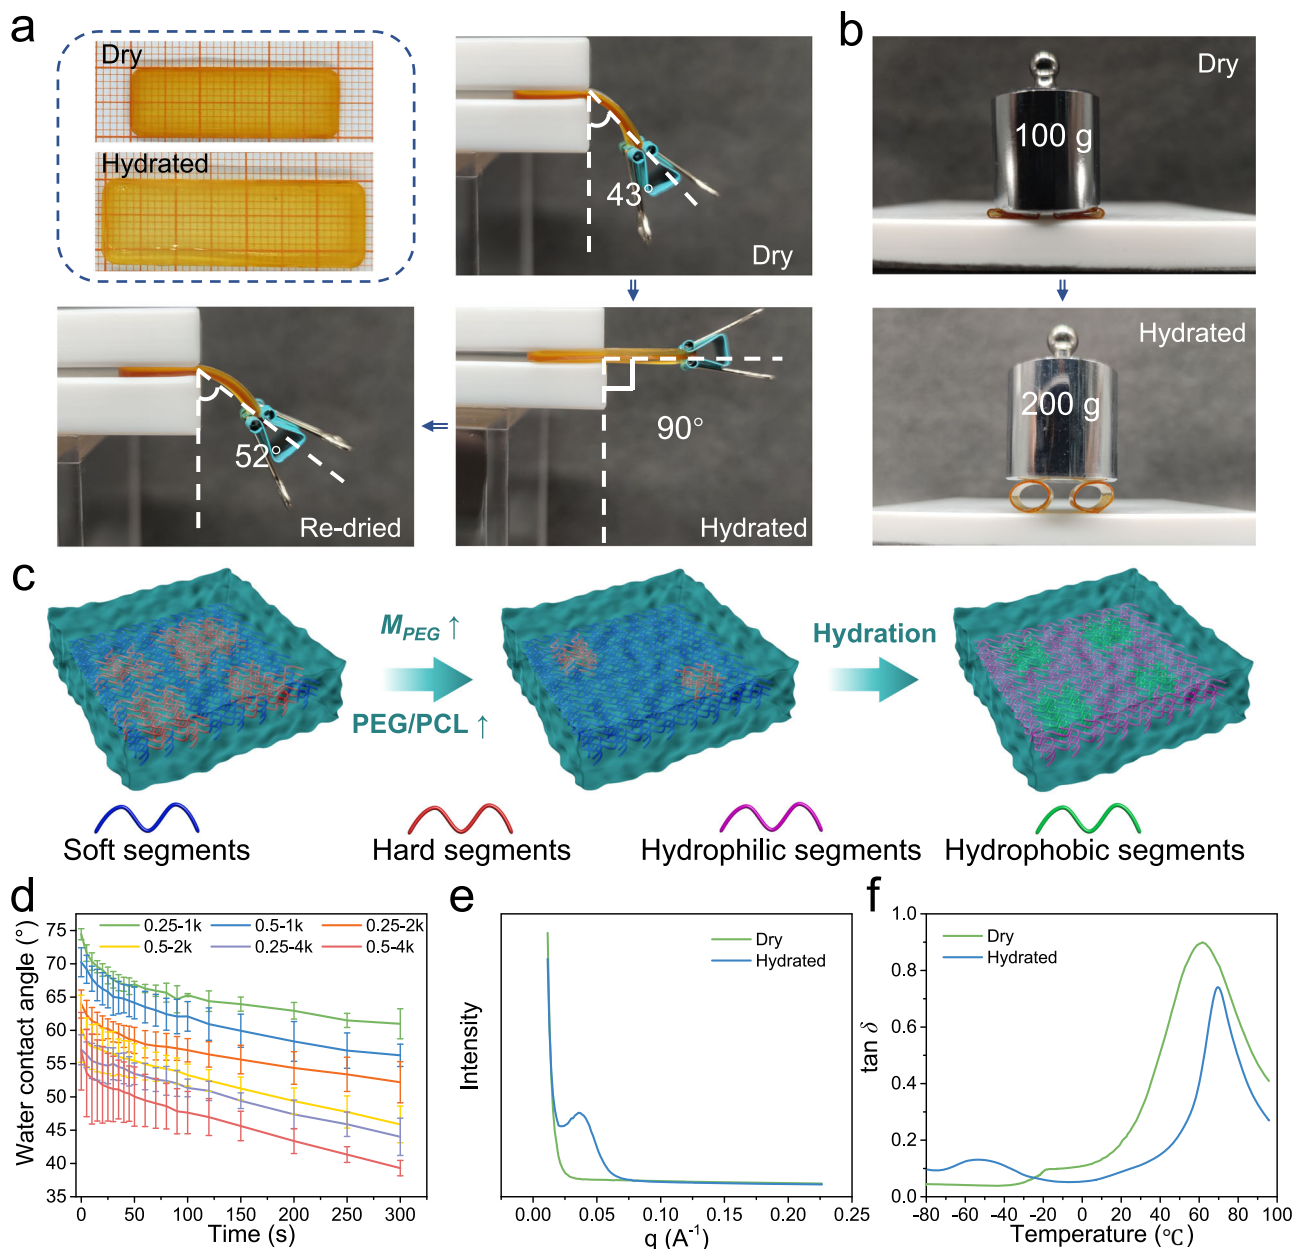 a
Dry
Hydrated
43°
Dry
52°
Re-dried
90°
Hydrated
b
Dry
100 g
Hydrated
200 g
c
M_PEG ↑
PEG/PCL ↑
Hydration
Soft segments
Hard segments
Hydrophilic segments
Hydrophobic segments
d
0.25-1k 0.5-1k 0.25-2k
0.5-2k 0.25-4k 0.5-4k
Water contact angle (°)
75
70
65
60
55
50
45
40
35
0 50 100 150 200 250 300
Time (s)
e
Dry
Hydrated
Intensity
0.00 0.05 0.10 0.15 0.20 0.25
q (A⁻¹)
f
Dry
Hydrated
tan δ
1.0
0.8
0.6
0.4
0.2
0.0
-80 -60 -40 -20 0 20 40 60 80 100
Temperature (℃)